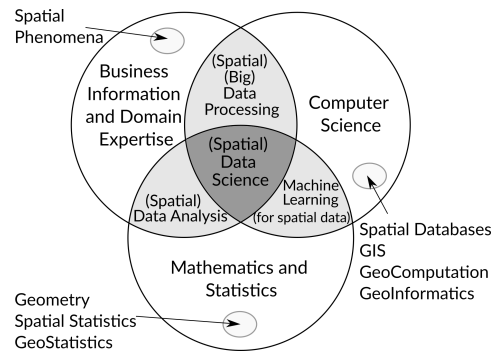 Spatial
Phenomena
Business
Information
and Domain
Expertise
(Spatial)
(Big)
Data
Processing
Computer
Science
(Spatial)
Data
Science
(Spatial)
Data Analysis
Machine
Learning
(for spatial data)
Spatial Databases
GIS
GeoComputation
GeoInformatics
Mathematics and
Statistics
Geometry
Spatial Statistics
GeoStatistics